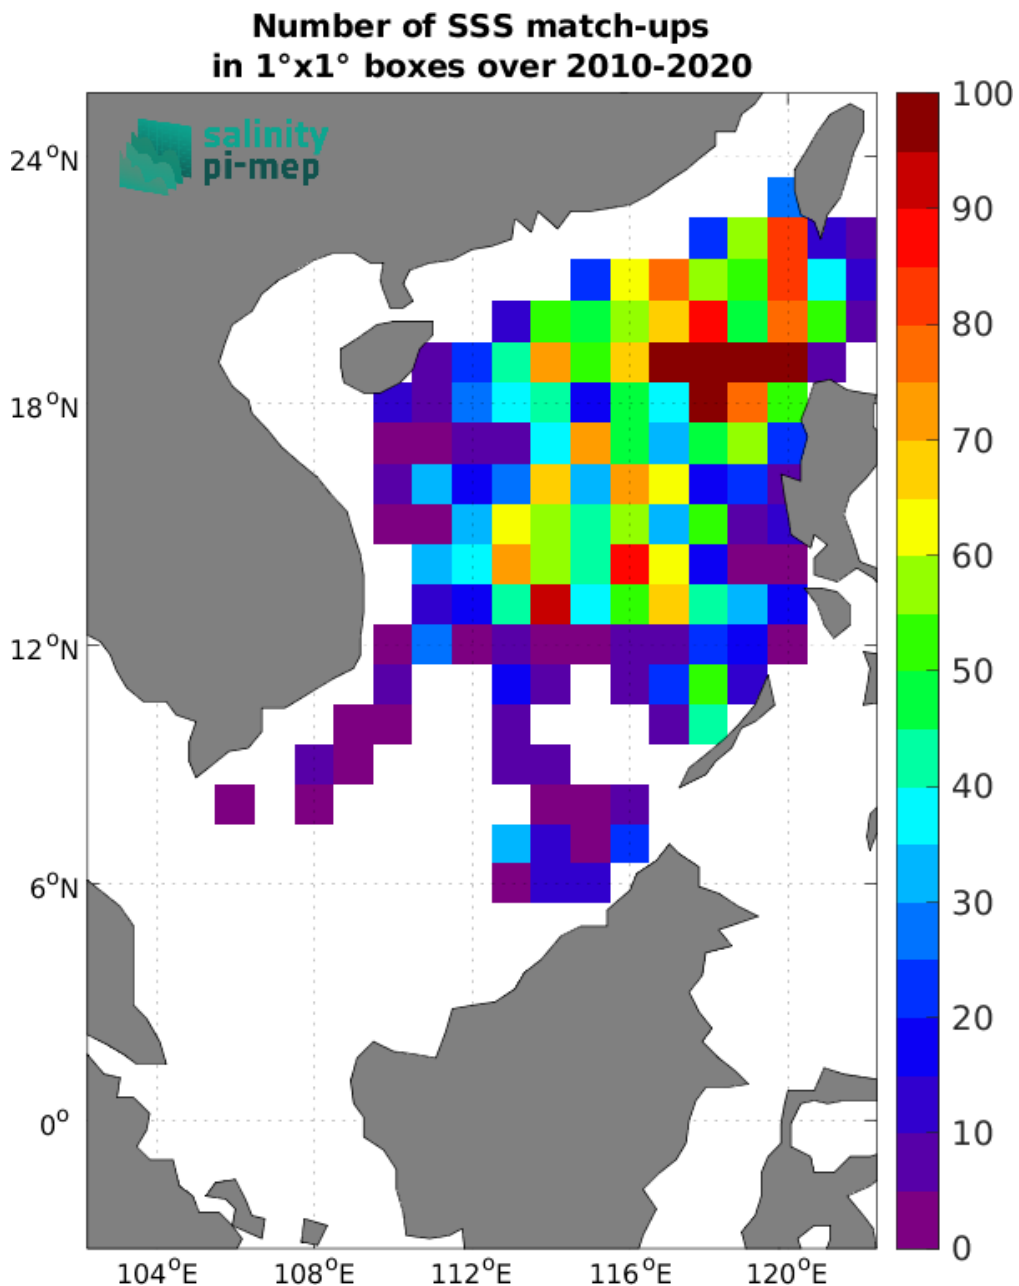 Number of SSS match-ups
in 1°x1° boxes over 2010-2020
salinity
pi-mep
24°N
18°N
12°N
6°N
0°
104°E
108°E
112°E
116°E
120°E
100
90
80
70
60
50
40
30
20
10
0